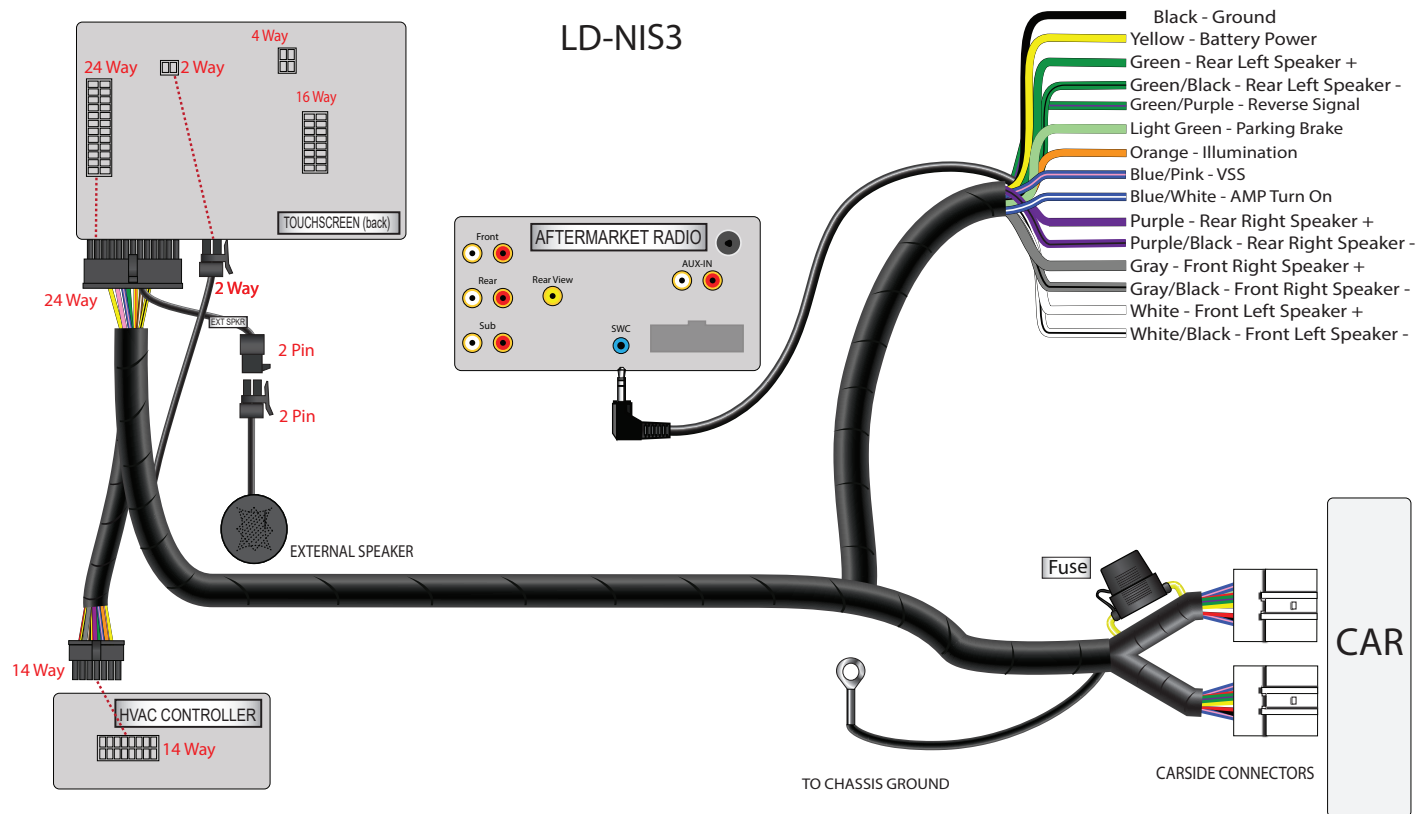 LD-NIS3
4 Way
24 Way
2 Way
16 Way
TOUCHSCREEN (back)
24 Way
2 Way
EXT SPKR
2 Pin
2 Pin
EXTERNAL SPEAKER
14 Way
HVAC CONTROLLER
14 Way
AFTERMARKET RADIO
Front
Rear
Sub
Rear View
AUX-IN
SWC
Black - Ground
Yellow - Battery Power
Green - Rear Left Speaker +
Green/Black - Rear Left Speaker -
Green/Purple - Reverse Signal
Light Green - Parking Brake
Orange - Illumination
Blue/Pink - VSS
Blue/White - AMP Turn On
Purple - Rear Right Speaker +
Purple/Black - Rear Right Speaker -
Gray - Front Right Speaker +
Gray/Black - Front Right Speaker -
White - Front Left Speaker +
White/Black - Front Left Speaker -
Fuse
CAR
TO CHASSIS GROUND
CARSIDE CONNECTORS